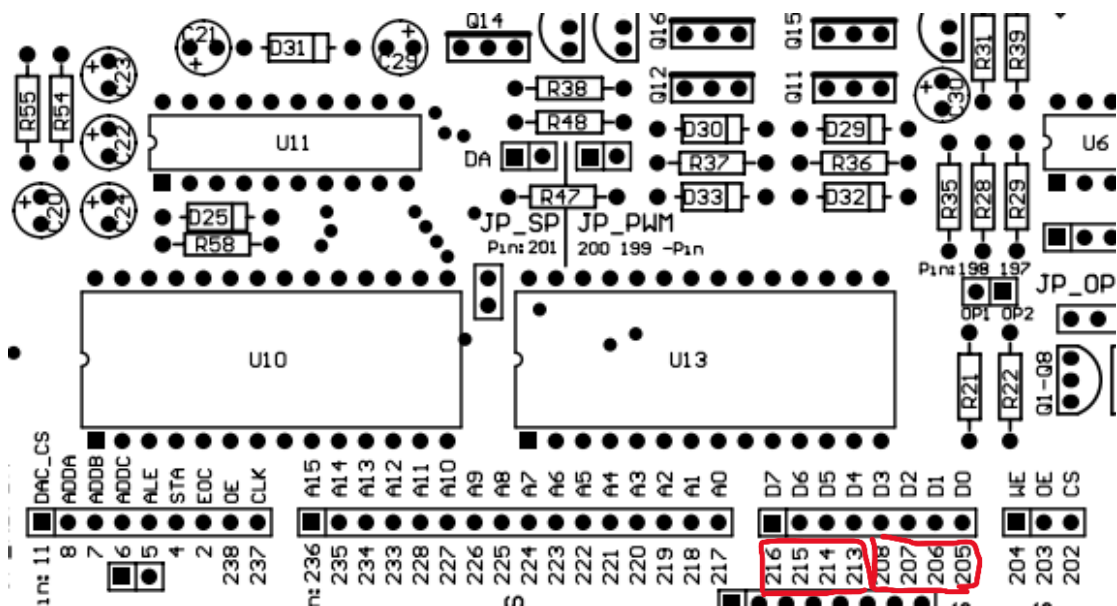 Q14
Q16
Q15
C21
D31
C29
R31
R39
C23
R55
R54
R38
Q12
Q11
C30
R48
C22
U11
DA
D30
D29
U6
R37
R36
R35
R28
R29
C20
C24
D25
R47
D33
D32
R58
JP_SP
JP_PWM
Pin:201
200 199 -Pin
Pin:198 197
JP_OP
OP1
OP2
U10
U13
R21
R22
Q1-Q8
DAC_CS
ADDA
ADDB
ADDC
ALE
STA
EOC
OE
CLK
A15
A14
A13
A12
A11
A10
A9
A8
A7
A6
A5
A4
A3
A2
A1
A0
D7
D6
D5
D4
D3
D2
D1
D0
WE
OE
CS
in: 11
8
7
6
5
4
2
238
237
n: 236
235
234
233
228
227
226
225
224
223
222
221
220
219
218
217
216
215
214
213
208
207
206
205
204
203
202